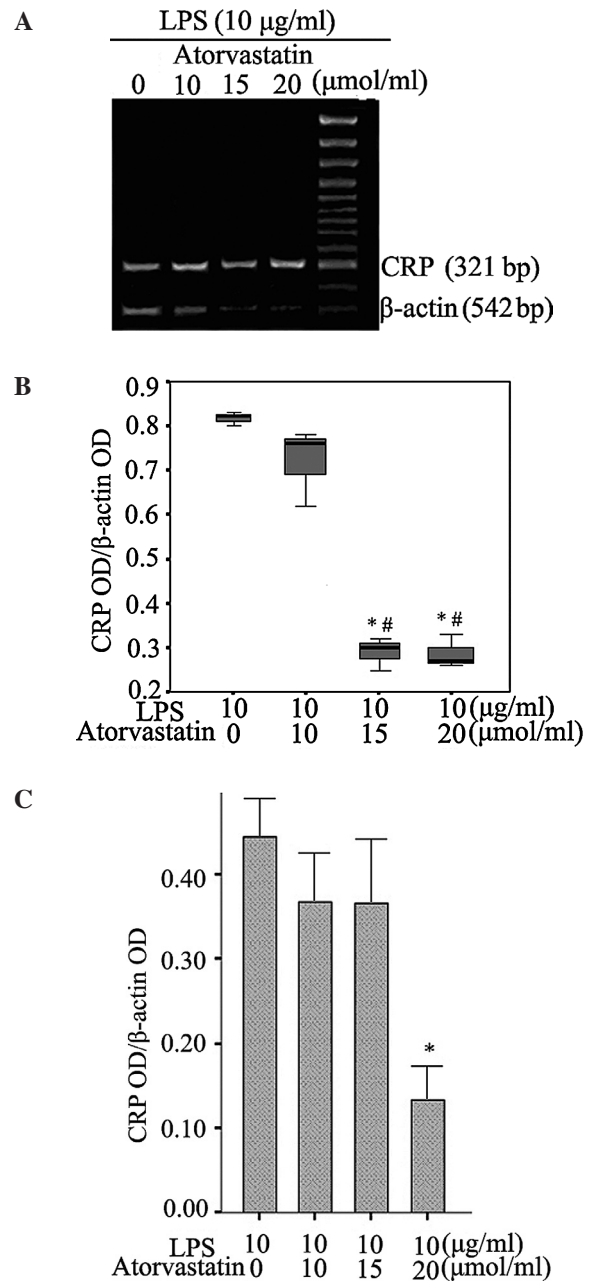 A
LPS (10 μg/ml)
Atorvastatin
0 10 15 20 (μmol/ml)
CRP (321 bp)
β-actin (542 bp)
B
CRP OD/β-actin OD
0.9
0.8
0.7
0.6
0.5
0.4
0.3
0.2
* #
* #
LPS 10 10 10 10 (μg/ml)
Atorvastatin 0 10 15 20 (μmol/ml)
C
CRP OD/β-actin OD
0.40
0.30
0.20
0.10
0.00
*
LPS 10 10 10 10 (μg/ml)
Atorvastatin 0 10 15 20 (μmol/ml)